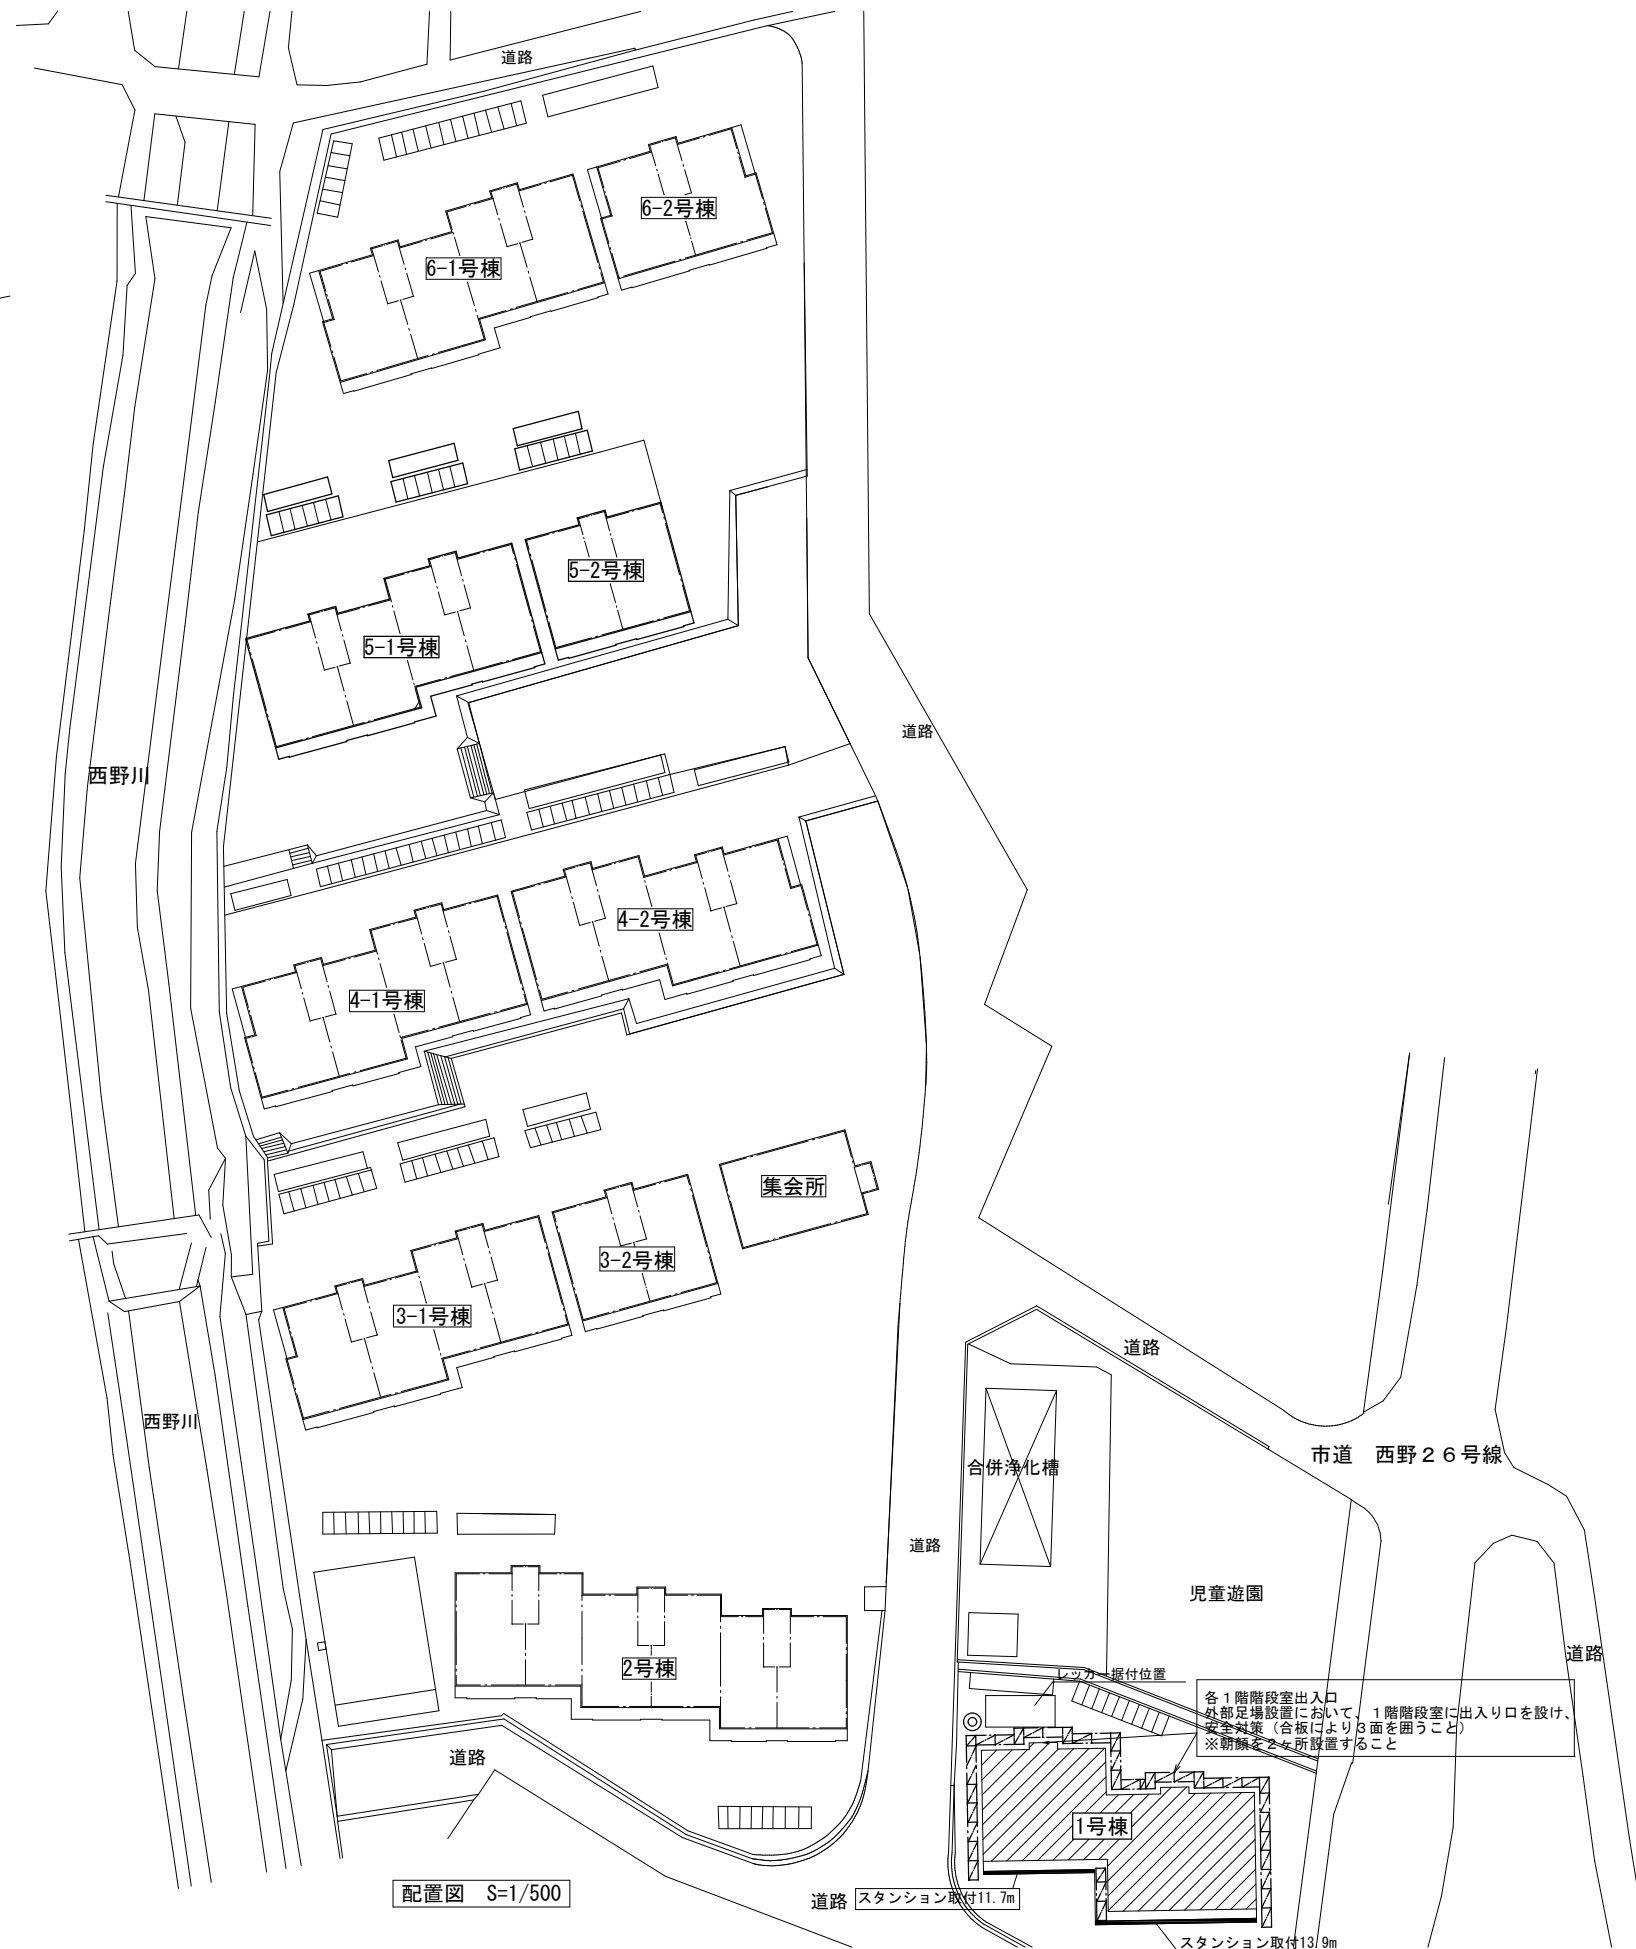 道路
6-2号棟
6-1号棟
5-2号棟
5-1号棟
道路
西野川
4-2号棟
4-1号棟
集会所
3-2号棟
3-1号棟
道路
西野川
市道　西野２６号線
合併浄化槽
道路
児童遊園
道路
2号棟
レッカー据付位置
各１階階段室出入口
外部足場設置において、１階階段室に出入り口を設け、
安全対策（合板により３面を囲うこと）
※朝顔を２ヶ所設置すること
道路
1号棟
配置図　S=1/500
道路
スタンション取付11.7m
スタンション取付13.9m